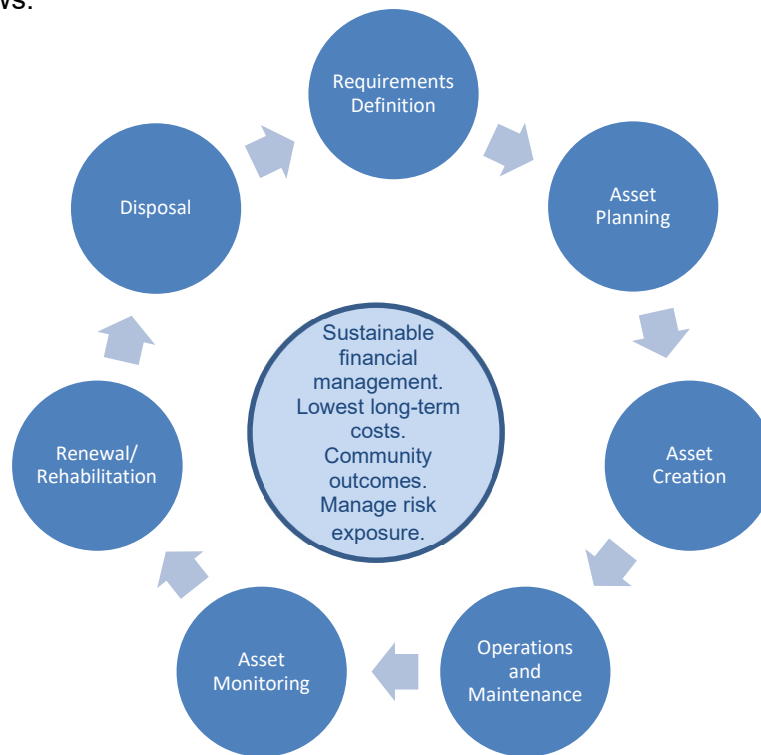 ws:
Requirements
Definition
Asset
Planning
Asset
Creation
Operations
and
Maintenance
Asset
Monitoring
Renewal/
Rehabilitation
Disposal
Sustainable
financial
management.
Lowest long-term
costs.
Community
outcomes.
Manage risk
exposure.